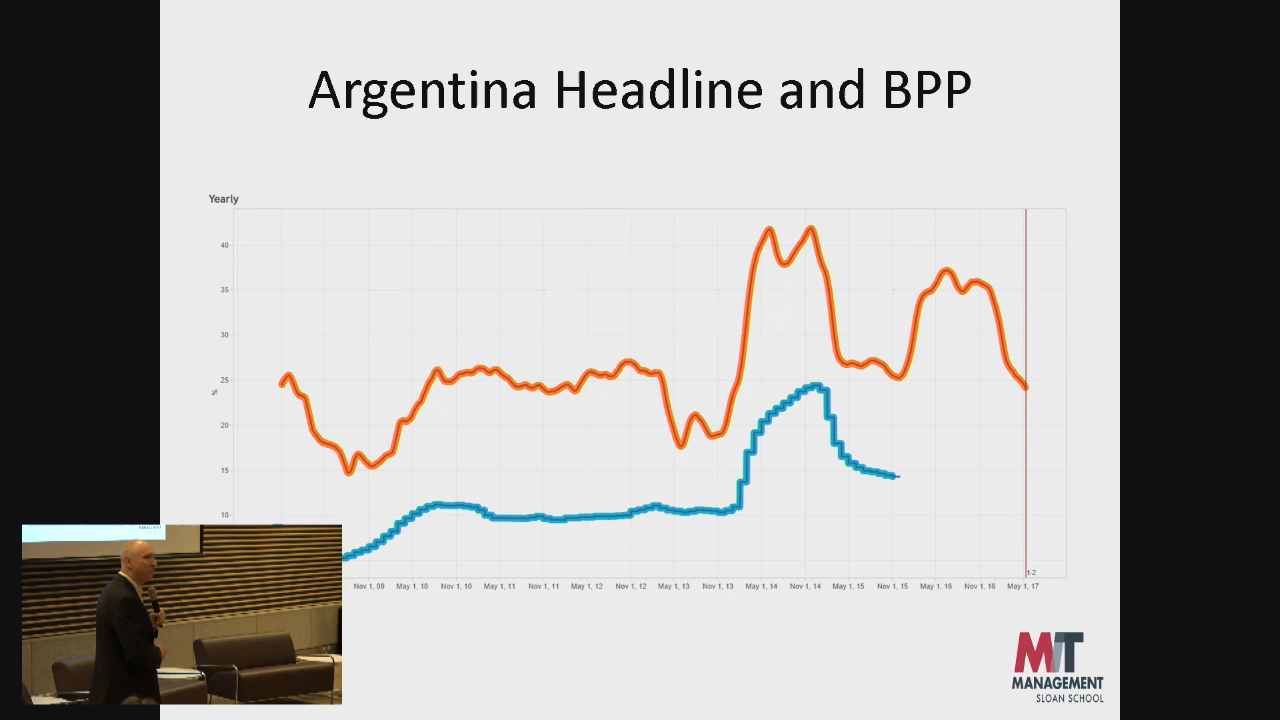 Argentina Headline and BPP
Yearly
40
35
30
25
%
20
15
10
Nov 1, 09 May 1, 10 Nov 1, 10 May 1, 11 Nov 1, 11 May 1, 12 Nov 1, 12 May 1, 13 Nov 1, 13 May 1, 14 Nov 1, 14 May 1, 15 Nov 1, 15 May 1, 16 Nov 1, 16 May 1, 17
1-2
MIT
MANAGEMENT
SLOAN SCHOOL